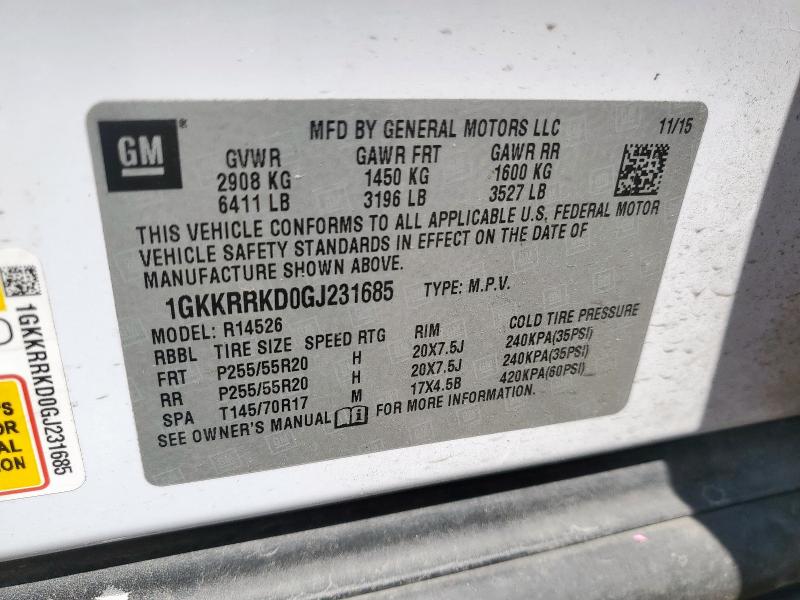 GM®
MFD BY GENERAL MOTORS LLC 11/15
GVWR GAWR FRT GAWR RR
2908 KG 1450 KG 1600 KG
6411 LB 3196 LB 3527 LB
THIS VEHICLE CONFORMS TO ALL APPLICABLE U.S. FEDERAL MOTOR
VEHICLE SAFETY STANDARDS IN EFFECT ON THE DATE OF
MANUFACTURE SHOWN ABOVE.
1GKKRRKD0GJ231685 TYPE: M.P.V.
MODEL: R14526
RBBL TIRE SIZE SPEED RTG RIM COLD TIRE PRESSURE
FRT P255/55R20 H 20X7.5J 240KPA(35PSI)
RR P255/55R20 H 20X7.5J 240KPA(35PSI)
SPA T145/70R17 M 17X4.5B 420KPA(60PSI)
SEE OWNER'S MANUAL FOR MORE INFORMATION.
1GKKRRKD0GJ231685
'S
OR
AL
ION